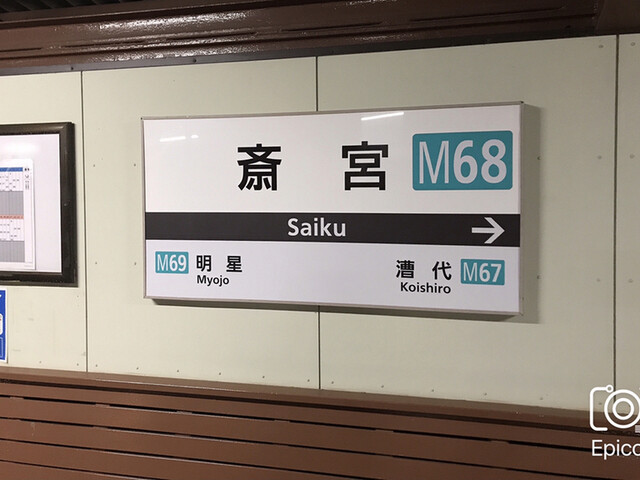 斎 宮 M68
Saiku →
M69 明 星
Myojo
漕 代 M67
Koishiro
Epico